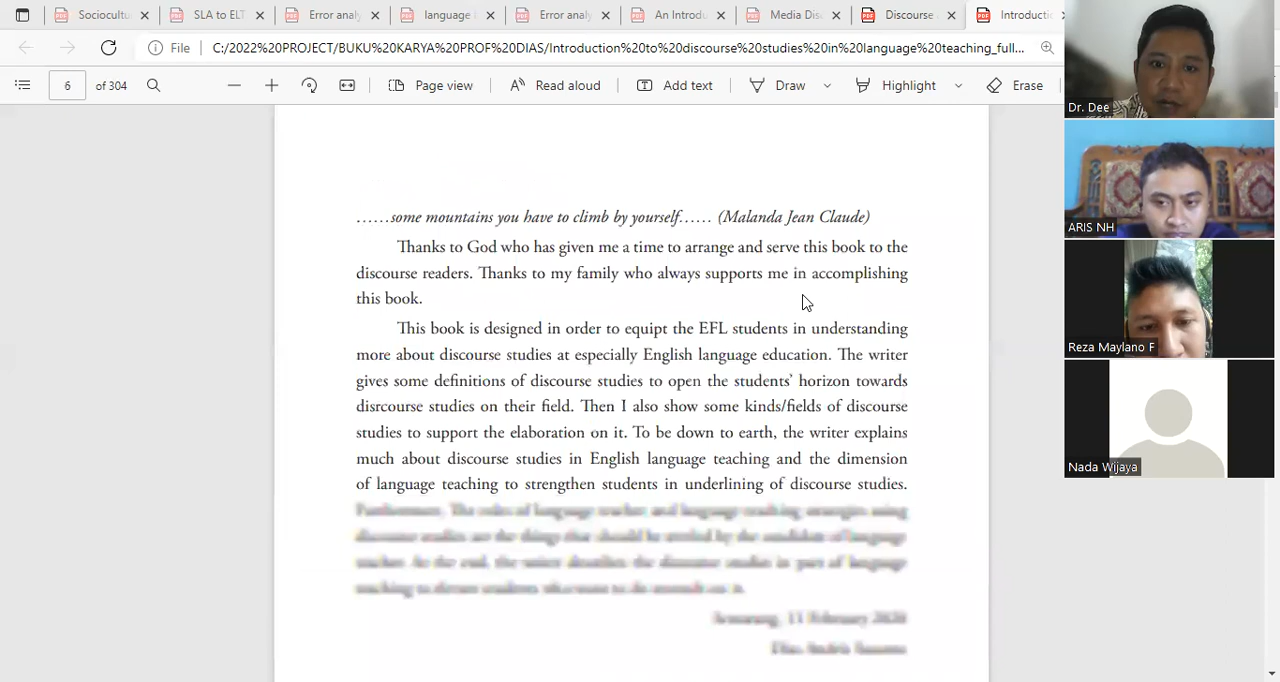 Sociocultu
SLA to ELT
Error analy
language
Error analy
An Introdu
Media Dis
Discourse
Introductio
File
C:/2022%20PROJECT/BUKU%20KARYA%20PROF%20DIAS/Introduction%20to%20discourse%20studies%20in%20language%20teaching_full...
6 of 304
Page view
Read aloud
Add text
Draw
Highlight
Erase
Dr. Dee
ARIS NH
Reza Maylano F
Nada Wijaya
……some mountains you have to climb by yourself…… (Malanda Jean Claude)
Thanks to God who has given me a time to arrange and serve this book to the
discourse readers. Thanks to my family who always supports me in accomplishing
this book.
This book is designed in order to equipt the EFL students in understanding
more about discourse studies at especially English language education. The writer
gives some definitions of discourse studies to open the students’ horizon towards
disrcourse studies on their field. Then I also show some kinds/fields of discourse
studies to support the elaboration on it. To be down to earth, the writer explains
much about discourse studies in English language teaching and the dimension
of language teaching to strengthen students in underlining of discourse studies.